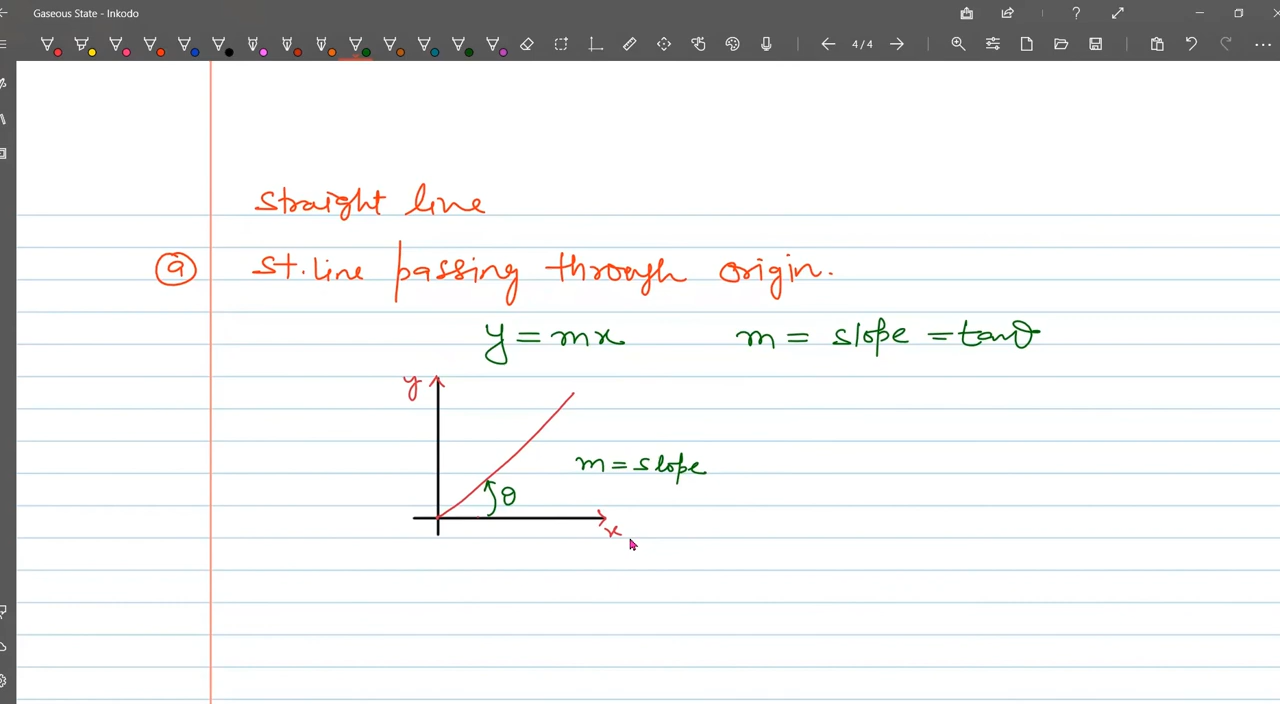 Gaseous State - Inkodo
4/4
straight line
(a) st. line passing through origin.
y = mx m = slope = tanθ
y
m = slope
θ
x